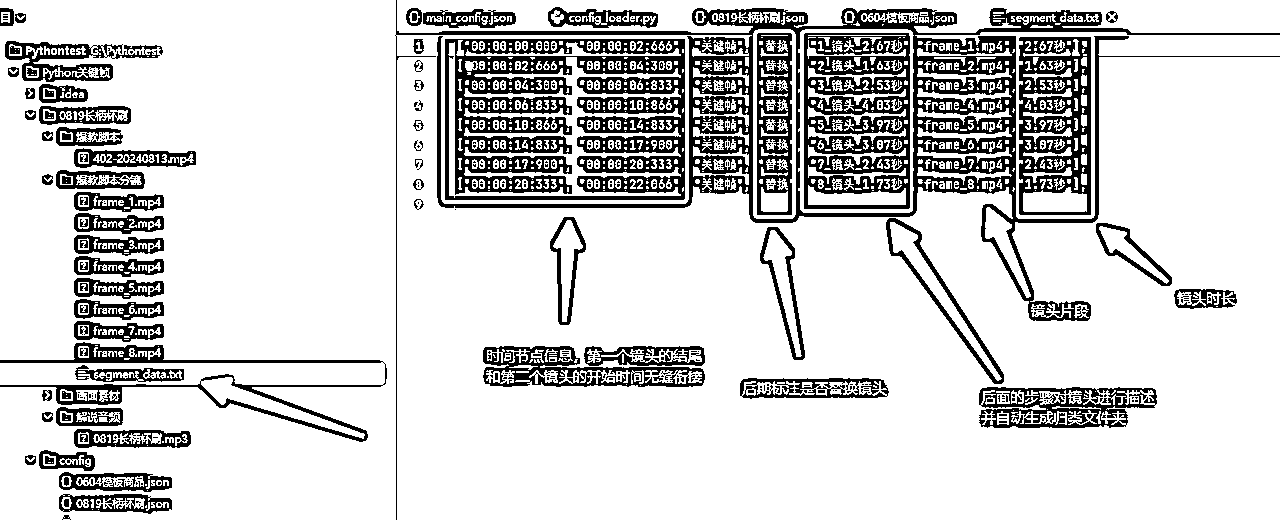 Pythontest C:\Pythontest
Python关键帧
.idea
0819长柄杯刷
爆款脚本
402-20240813.mp4
爆款脚本分镜
frame_1.mp4
frame_2.mp4
frame_3.mp4
frame_4.mp4
frame_5.mp4
frame_6.mp4
frame_7.mp4
frame_8.mp4
segment_data.txt
画面素材
解说音频
0819长柄杯刷.mp3
config
0604模板商品.json
0819长柄杯刷.json
main_config.json config_loader.py 0819长柄杯刷.json 0604模板商品.json segment_data.txt
1 ["00:00:00:000", "00:00:02:666", "关键帧", "替换", "1_镜头_2.67秒", "frame_1.mp4", "2.67秒"],
2 ["00:00:02:666", "00:00:04:300", "关键帧", "替换", "2_镜头_1.63秒", "frame_2.mp4", "1.63秒"],
3 ["00:00:04:300", "00:00:06:833", "关键帧", "替换", "3_镜头_2.53秒", "frame_3.mp4", "2.53秒"],
4 ["00:00:06:833", "00:00:10:866", "关键帧", "替换", "4_镜头_4.03秒", "frame_4.mp4", "4.03秒"],
5 ["00:00:10:866", "00:00:14:833", "关键帧", "替换", "5_镜头_3.97秒", "frame_5.mp4", "3.97秒"],
6 ["00:00:14:833", "00:00:17:900", "关键帧", "替换", "6_镜头_3.07秒", "frame_6.mp4", "3.07秒"],
7 ["00:00:17:900", "00:00:20:333", "关键帧", "替换", "7_镜头_2.43秒", "frame_7.mp4", "2.43秒"],
8 ["00:00:20:333", "00:00:22:066", "关键帧", "替换", "8_镜头_1.73秒", "frame_8.mp4", "1.73秒"],
9
时间节点信息，第一个镜头的结尾
和第二个镜头的开始时间无缝衔接
后期标注是否替换镜头
后面的步骤对镜头进行描述
并自动生成归类文件夹
镜头片段
镜头时长